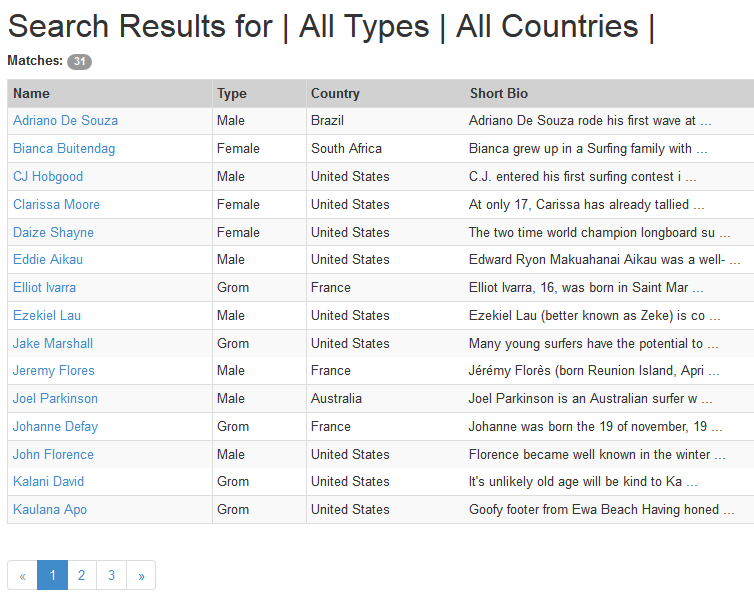 Search Results for | All Types | All Countries |
Matches: 31
Name Type Country Short Bio
Adriano De Souza Male Brazil Adriano De Souza rode his first wave at ...
Bianca Buitendag Female South Africa Bianca grew up in a Surfing family with ...
CJ Hobgood Male United States C.J. entered his first surfing contest i ...
Clarissa Moore Female United States At only 17, Carissa has already tallied ...
Daize Shayne Female United States The two time world champion longboard su ...
Eddie Aikau Male United States Edward Ryon Makuahanai Aikau was a well- ...
Elliot Ivarra Grom France Elliot Ivarra, 16, was born in Saint Mar ...
Ezekiel Lau Male United States Ezekiel Lau (better known as Zeke) is co ...
Jake Marshall Grom United States Many young surfers have the potential to ...
Jeremy Flores Male France Jérémy Florès (born Reunion Island, Apri ...
Joel Parkinson Male Australia Joel Parkinson is an Australian surfer w ...
Johanne Defay Grom France Johanne was born the 19 of november, 19 ...
John Florence Male United States Florence became well known in the winter ...
Kalani David Grom United States It's unlikely old age will be kind to Ka ...
Kaulana Apo Grom United States Goofy footer from Ewa Beach Having honed ...
« 1 2 3 »